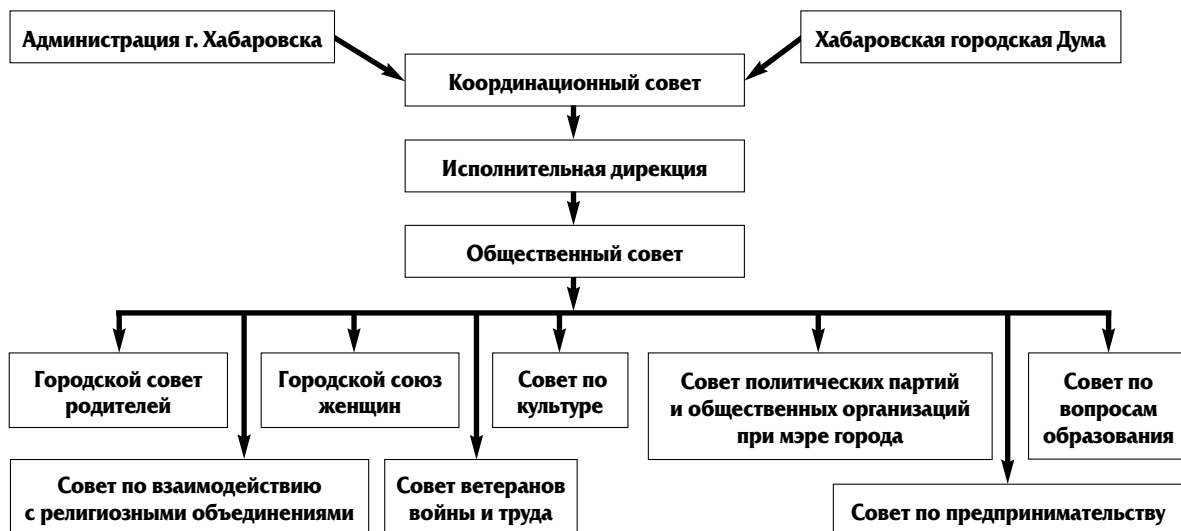 Администрация г. Хабаровска
Хабаровская городская Дума
Координационный совет
Исполнительная дирекция
Общественный совет
Городской совет
родителей
Городской союз
женщин
Совет по
культуре
Совет политических партий
и общественных организаций
при мэре города
Совет по
вопросам
образования
Совет по взаимодействию
с религиозными объединениями
Совет ветеранов
войны и труда
Совет по предпринимательству